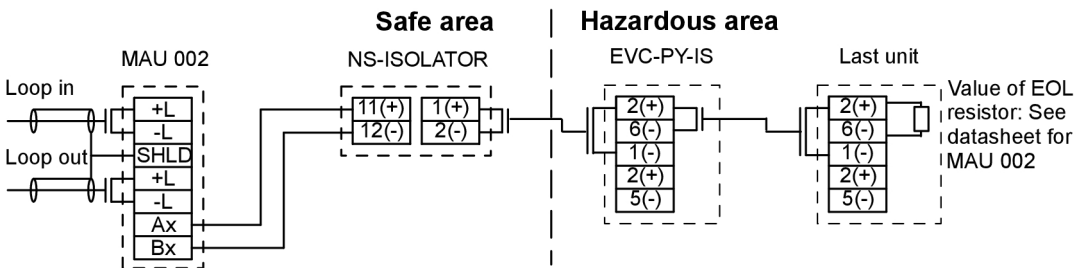 Safe area
Hazardous area
MAU 002
NS-ISOLATOR
EVC-PY-IS
Last unit
Loop in
Loop out
+L
-L
SHLD
+L
-L
Ax
Bx
11(+)
12(-)
1(+)
2(-)
2(+)
6(-)
1(-)
2(+)
5(-)
2(+)
6(-)
1(-)
2(+)
5(-)
Value of EOL
resistor: See
datasheet for
MAU 002